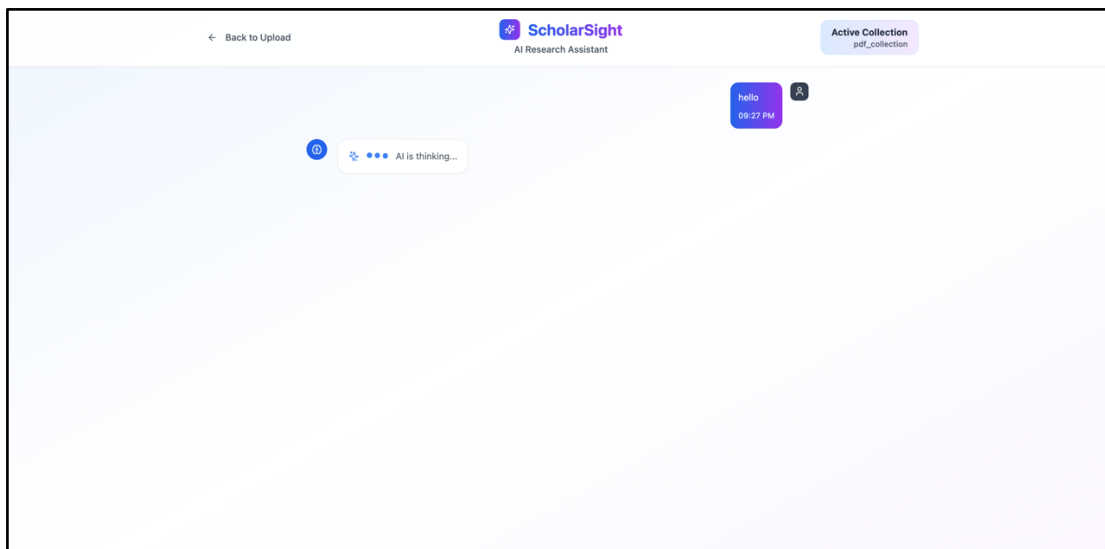 Back to Upload
ScholarSight
AI Research Assistant
Active Collection
pdf_collection
hello
09:27 PM
AI is thinking...